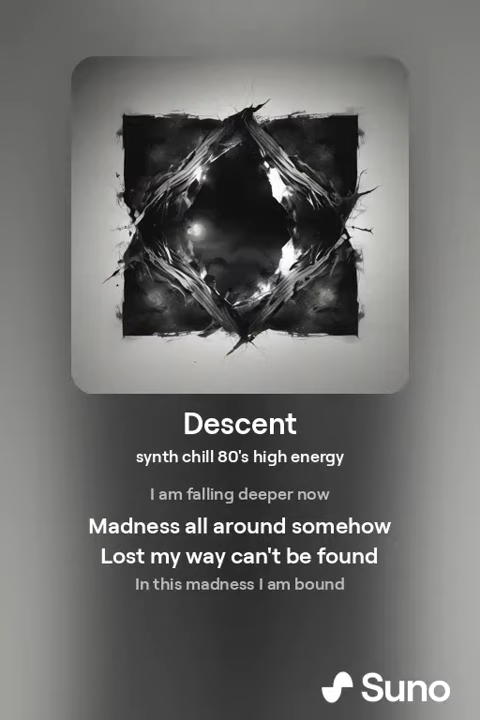 Descent
synth chill 80's high energy
I am falling deeper now
Madness all around somehow
Lost my way can't be found
In this madness I am bound
Suno